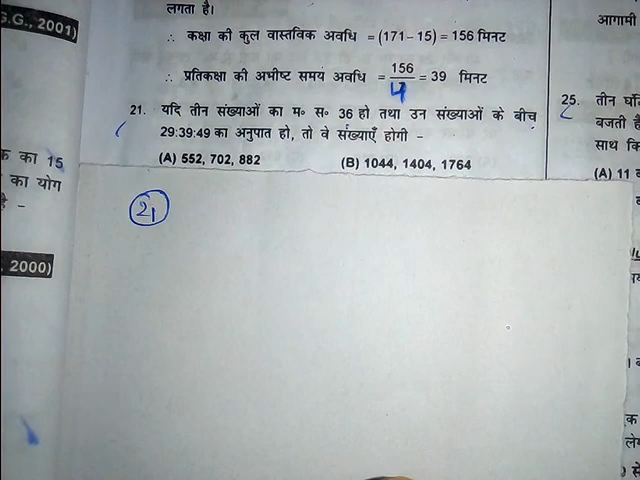 G.G., 2001)
लगता है।
∴ कक्षा की कुल वास्तविक अवधि = (171 – 15) = 156 मिनट
∴ प्रतिकक्षा की अभीष्ट समय अवधि = 156/4 = 39 मिनट
21. यदि तीन संख्याओं का म॰ स॰ 36 हो तथा उन संख्याओं के बीच
29:39:49 का अनुपात हो, तो वे संख्याएँ होगी –
(A) 552, 702, 882 (B) 1044, 1404, 1764
21
क का 15
का योग
है –
2000)
आगामी
25. तीन घंटि
बजती है
साथ कि
(A) 11